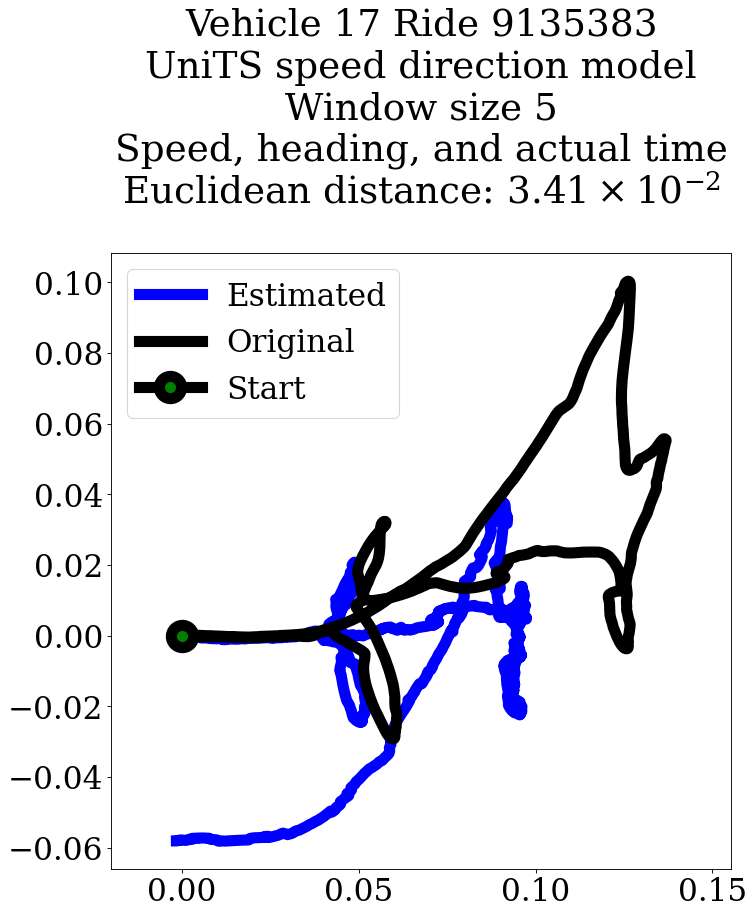 Vehicle 17 Ride 9135383
UniTS speed direction model
Window size 5
Speed, heading, and actual time
Euclidean distance: 3.41 × 10⁻²
Estimated
Original
Start
0.10
0.08
0.06
0.04
0.02
0.00
−0.02
−0.04
−0.06
0.00 0.05 0.10 0.15